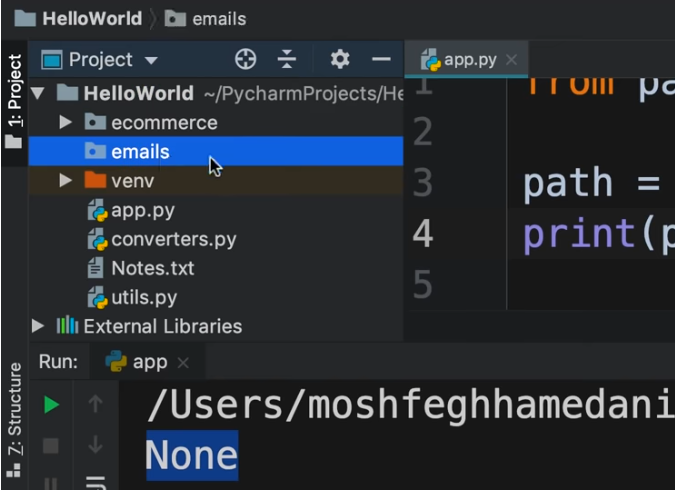 HelloWorld emails
Project
app.py
1: Project
HelloWorld ~/PycharmProjects/He
ecommerce
emails
venv
app.py
converters.py
Notes.txt
utils.py
External Libraries
1 from pa
2
3 path =
4 print(p
5
Run: app
Z: Structure
/Users/moshfeghhamedani
None